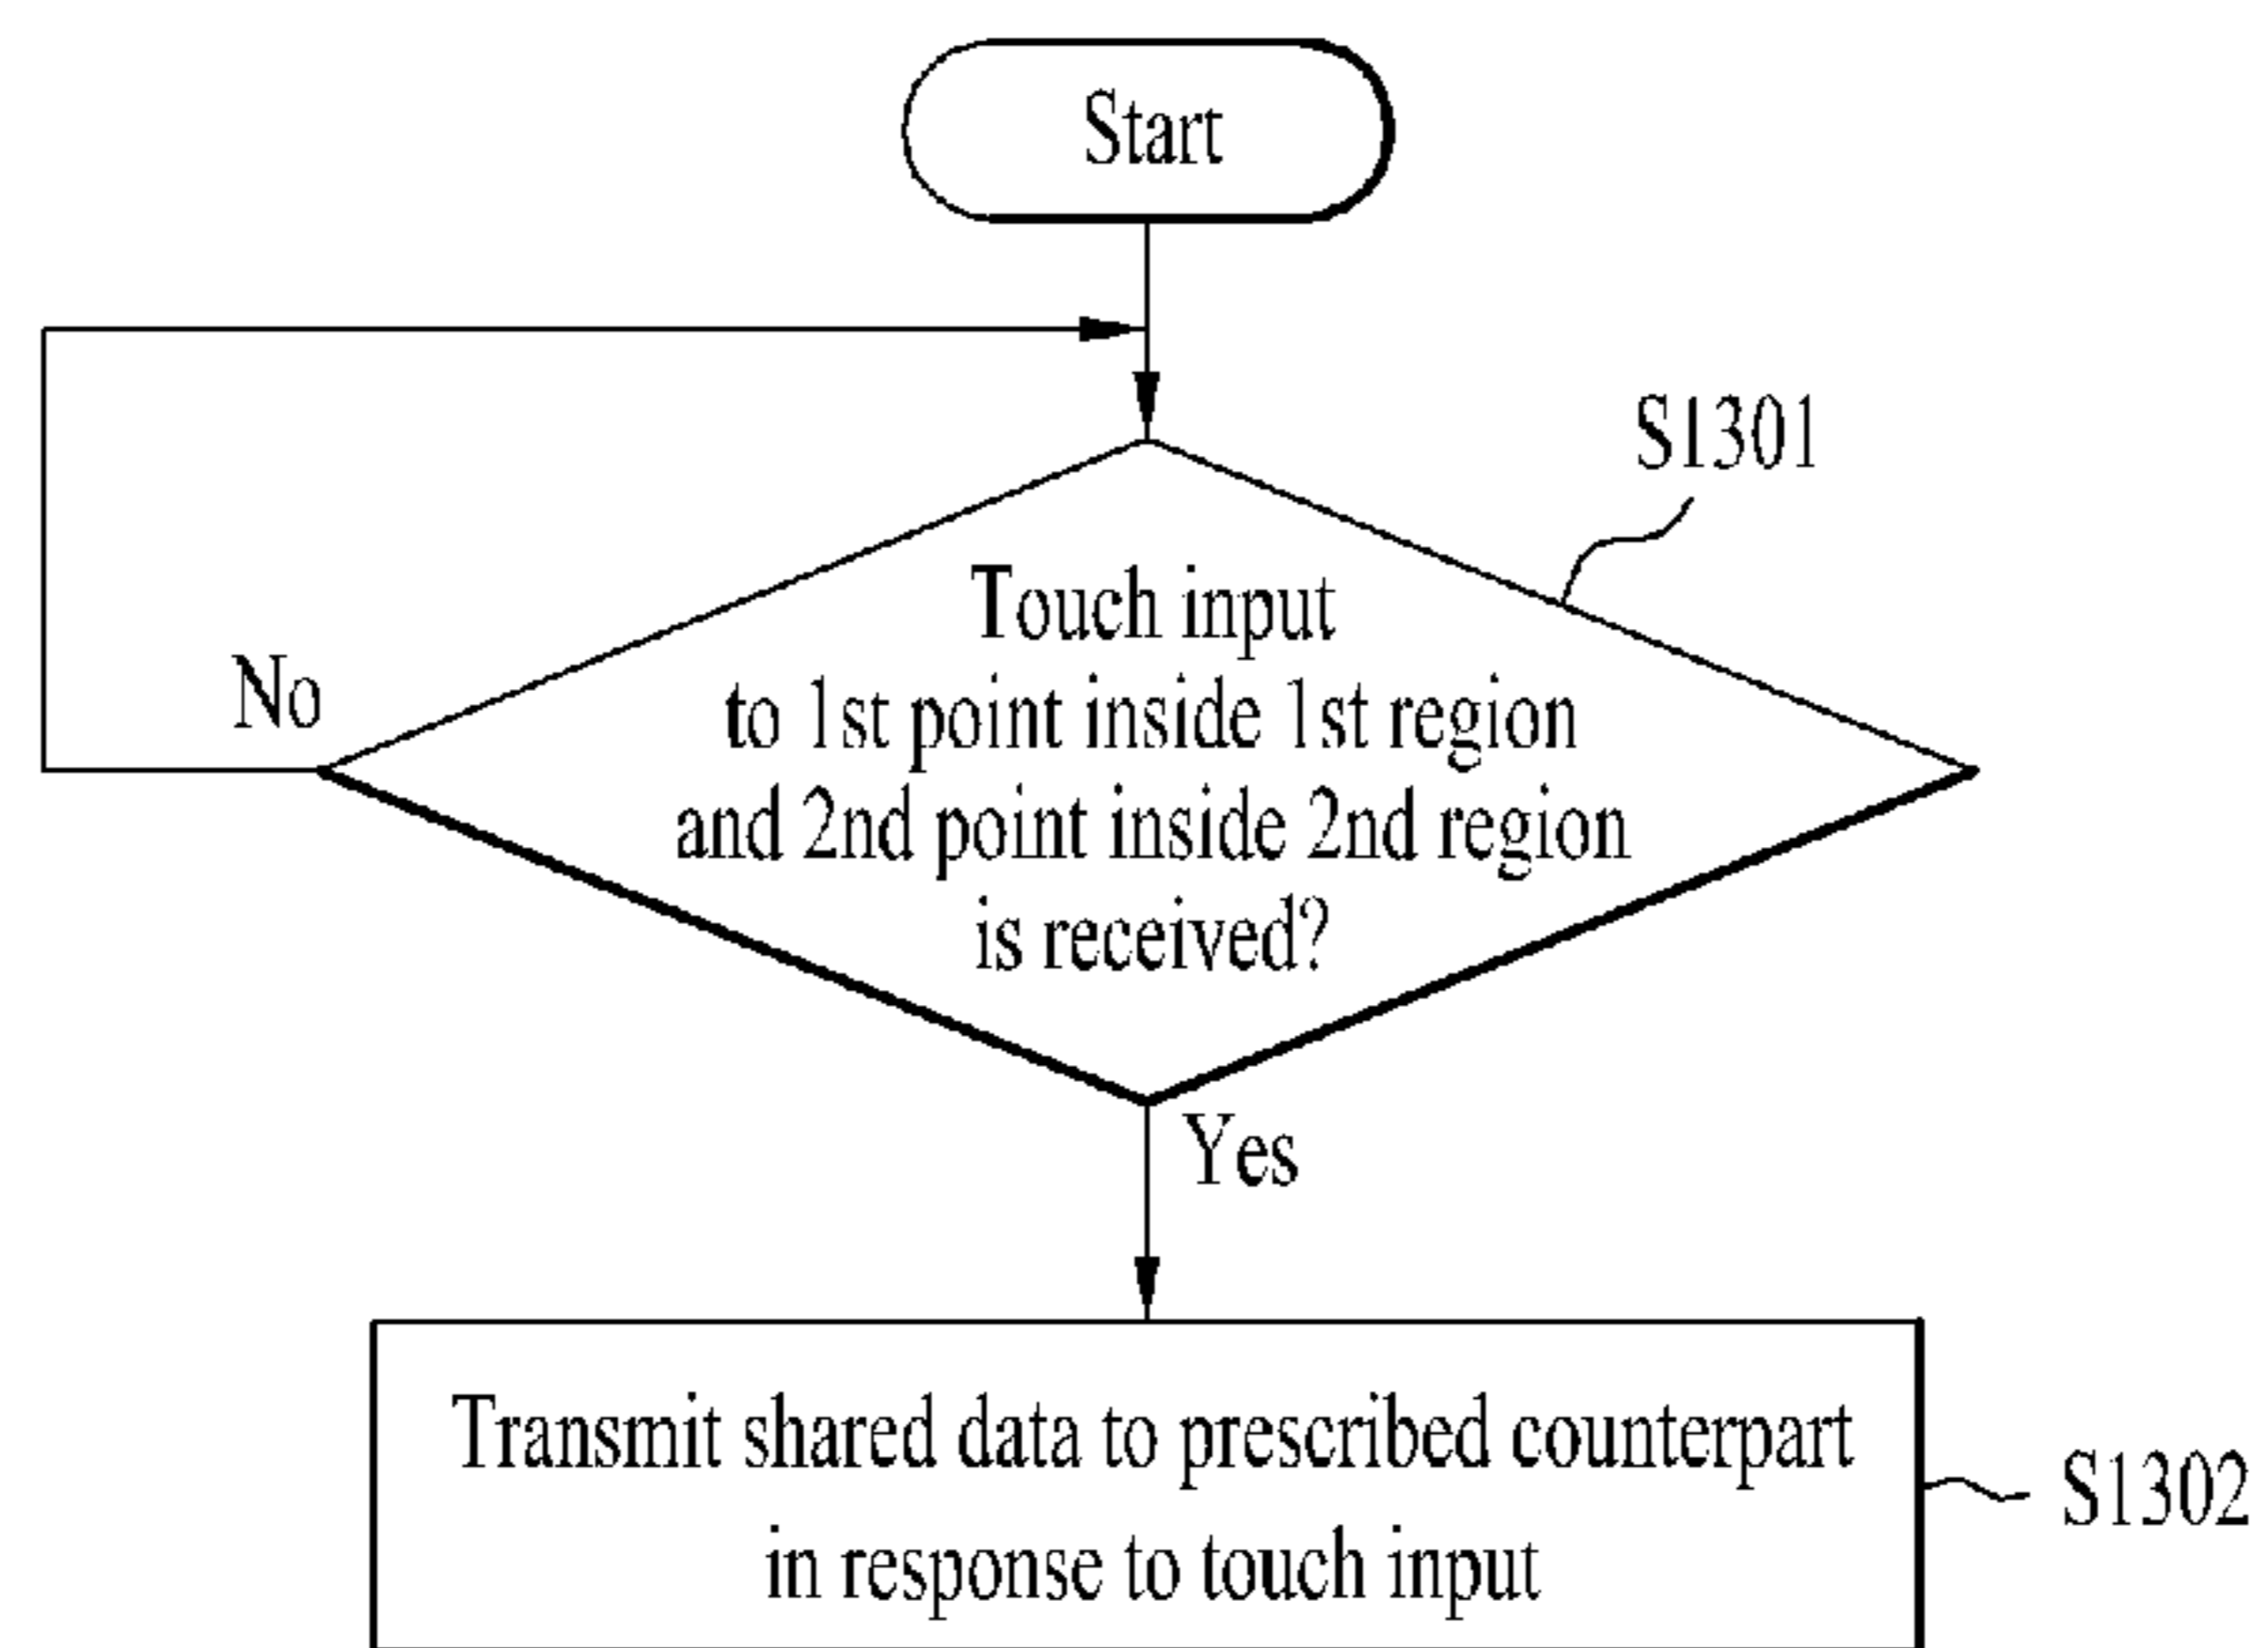 Start
S1301
Touch input
to 1st point inside 1st region
and 2nd point inside 2nd region
is received?
No
Yes
Transmit shared data to prescribed counterpart
in response to touch input
S1302